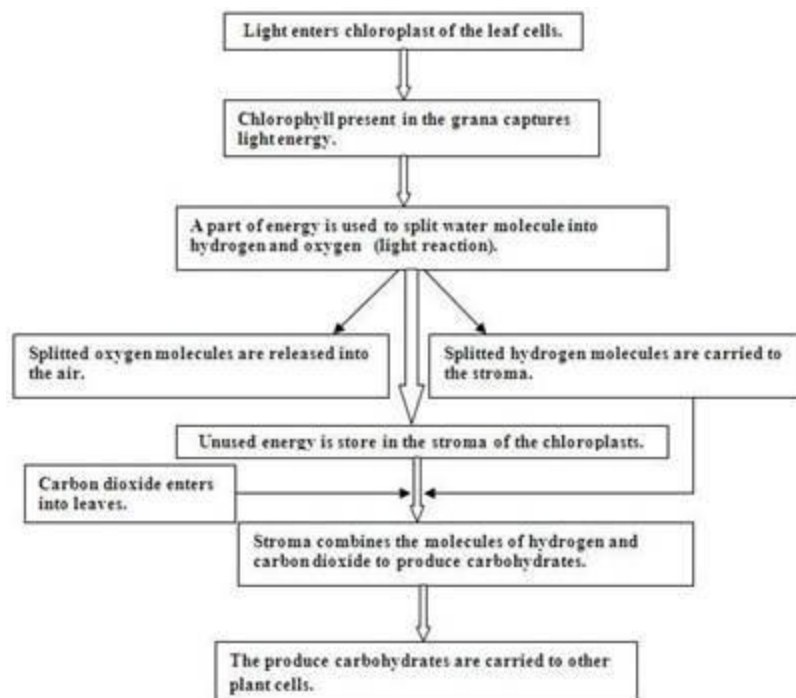 Light enters chloroplast of the leaf cells.
Chlorophyll present in the grana captures
light energy.
A part of energy is used to split water molecule into
hydrogen and oxygen (light reaction).
Splitted oxygen molecules are released into
the air.
Splitted hydrogen molecules are carried to
the stroma.
Unused energy is store in the stroma of the chloroplasts.
Carbon dioxide enters
into leaves.
Stroma combines the molecules of hydrogen and
carbon dioxide to produce carbohydrates.
The produce carbohydrates are carried to other
plant cells.